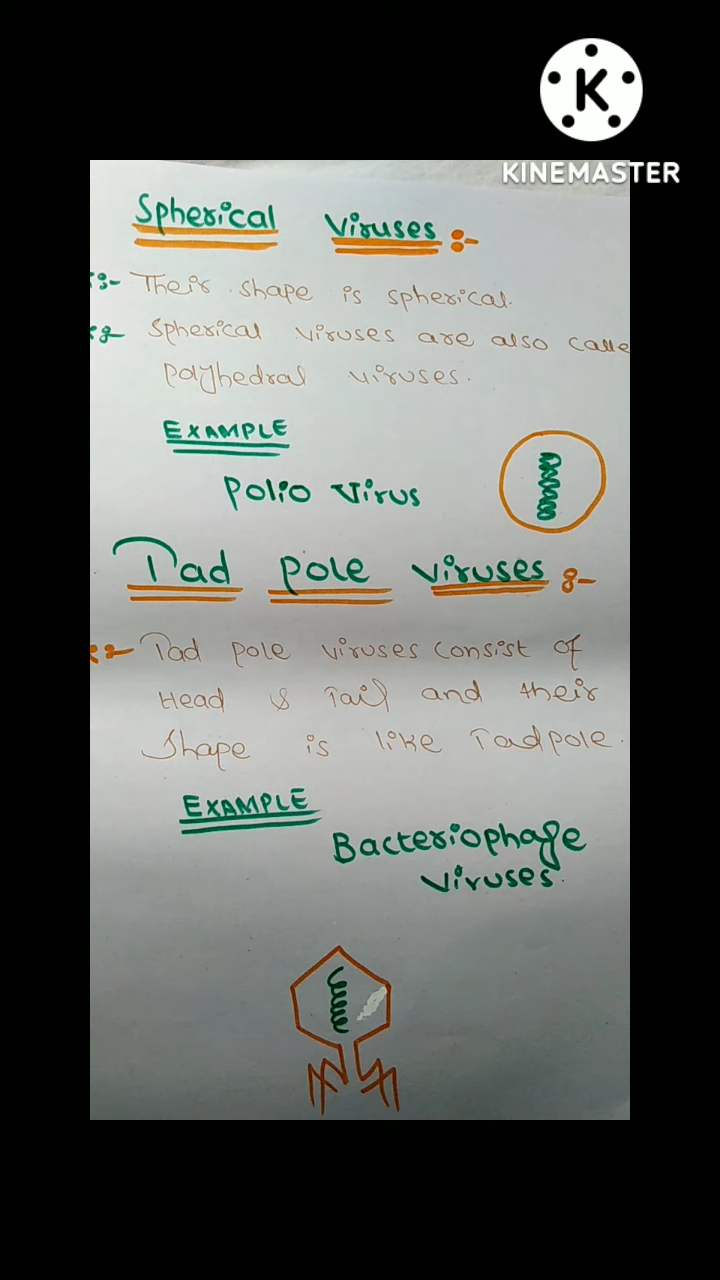 K
KINEMASTER
Spherical Viruses :-
:- Their shape is spherical.
Spherical viruses are also calle
polyhedral viruses.
EXAMPLE
Polio Virus
Tad pole viruses :-
:- Tad pole viruses consist of
Head & Tail and their
shape is like Tadpole.
EXAMPLE
Bacteriophage
Viruses.